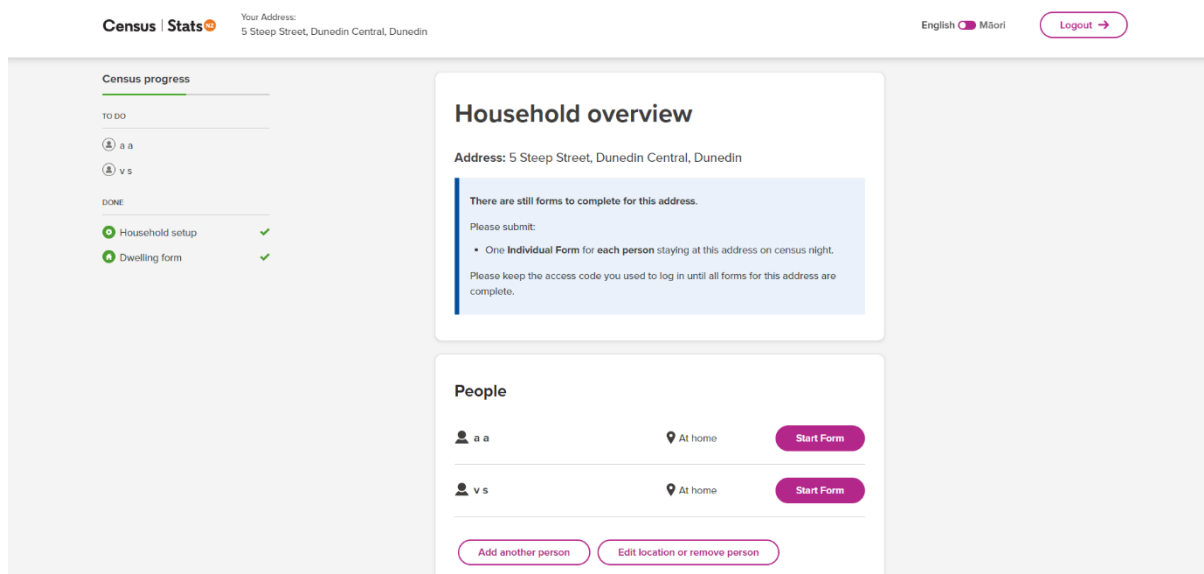 Census | Stats NZ
Your Address:
5 Steep Street, Dunedin Central, Dunedin
English Māori
Logout →
Census progress
TO DO
a a
v s
DONE
Household setup
Dwelling form
Household overview
Address: 5 Steep Street, Dunedin Central, Dunedin
There are still forms to complete for this address.
Please submit:
• One Individual Form for each person staying at this address on census night.
Please keep the access code you used to log in until all forms for this address are
complete.
People
a a At home Start Form
v s At home Start Form
Add another person Edit location or remove person